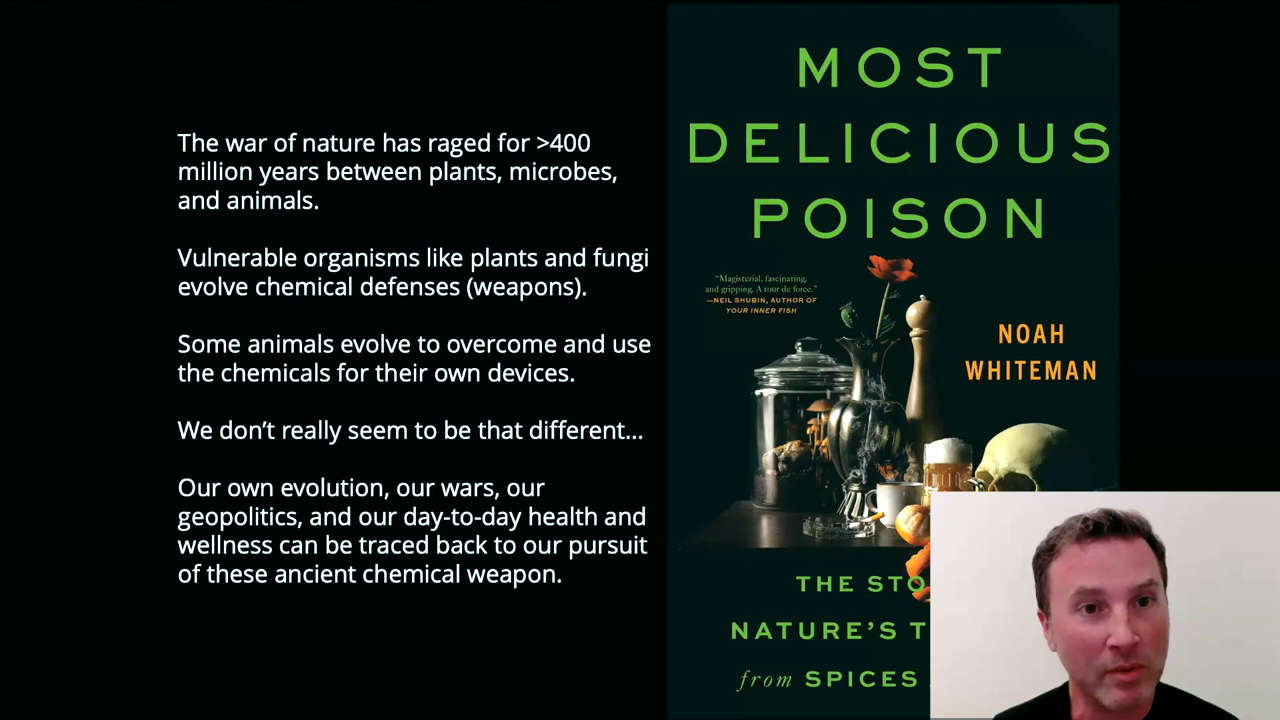 The war of nature has raged for >400
million years between plants, microbes,
and animals.
Vulnerable organisms like plants and fungi
evolve chemical defenses (weapons).
Some animals evolve to overcome and use
the chemicals for their own devices.
We don’t really seem to be that different...
Our own evolution, our wars, our
geopolitics, and our day-to-day health and
wellness can be traced back to our pursuit
of these ancient chemical weapon.
MOST
DELICIOUS
POISON
“Magisterial, fascinating,
and gripping. A tour de force.”
—NEIL SHUBIN, AUTHOR OF
YOUR INNER FISH
NOAH
WHITEMAN
THE STO
NATURE’S T
from SPICES